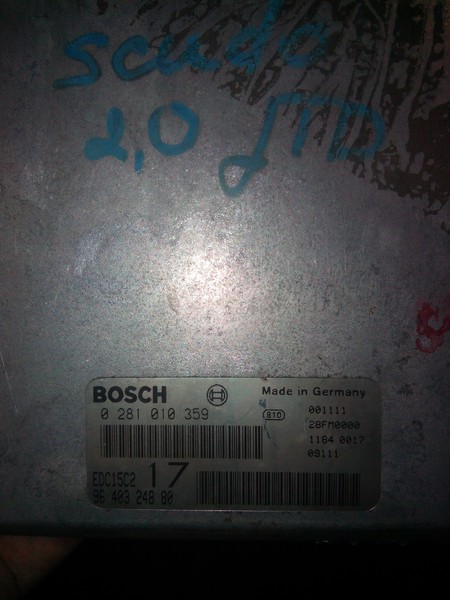 scudo
2,0 JTD
BOSCH Made in Germany
0 281 010 359 810 001111
28FM0000
1184 0017
09111
EDC15C2 17
96 403 248 80